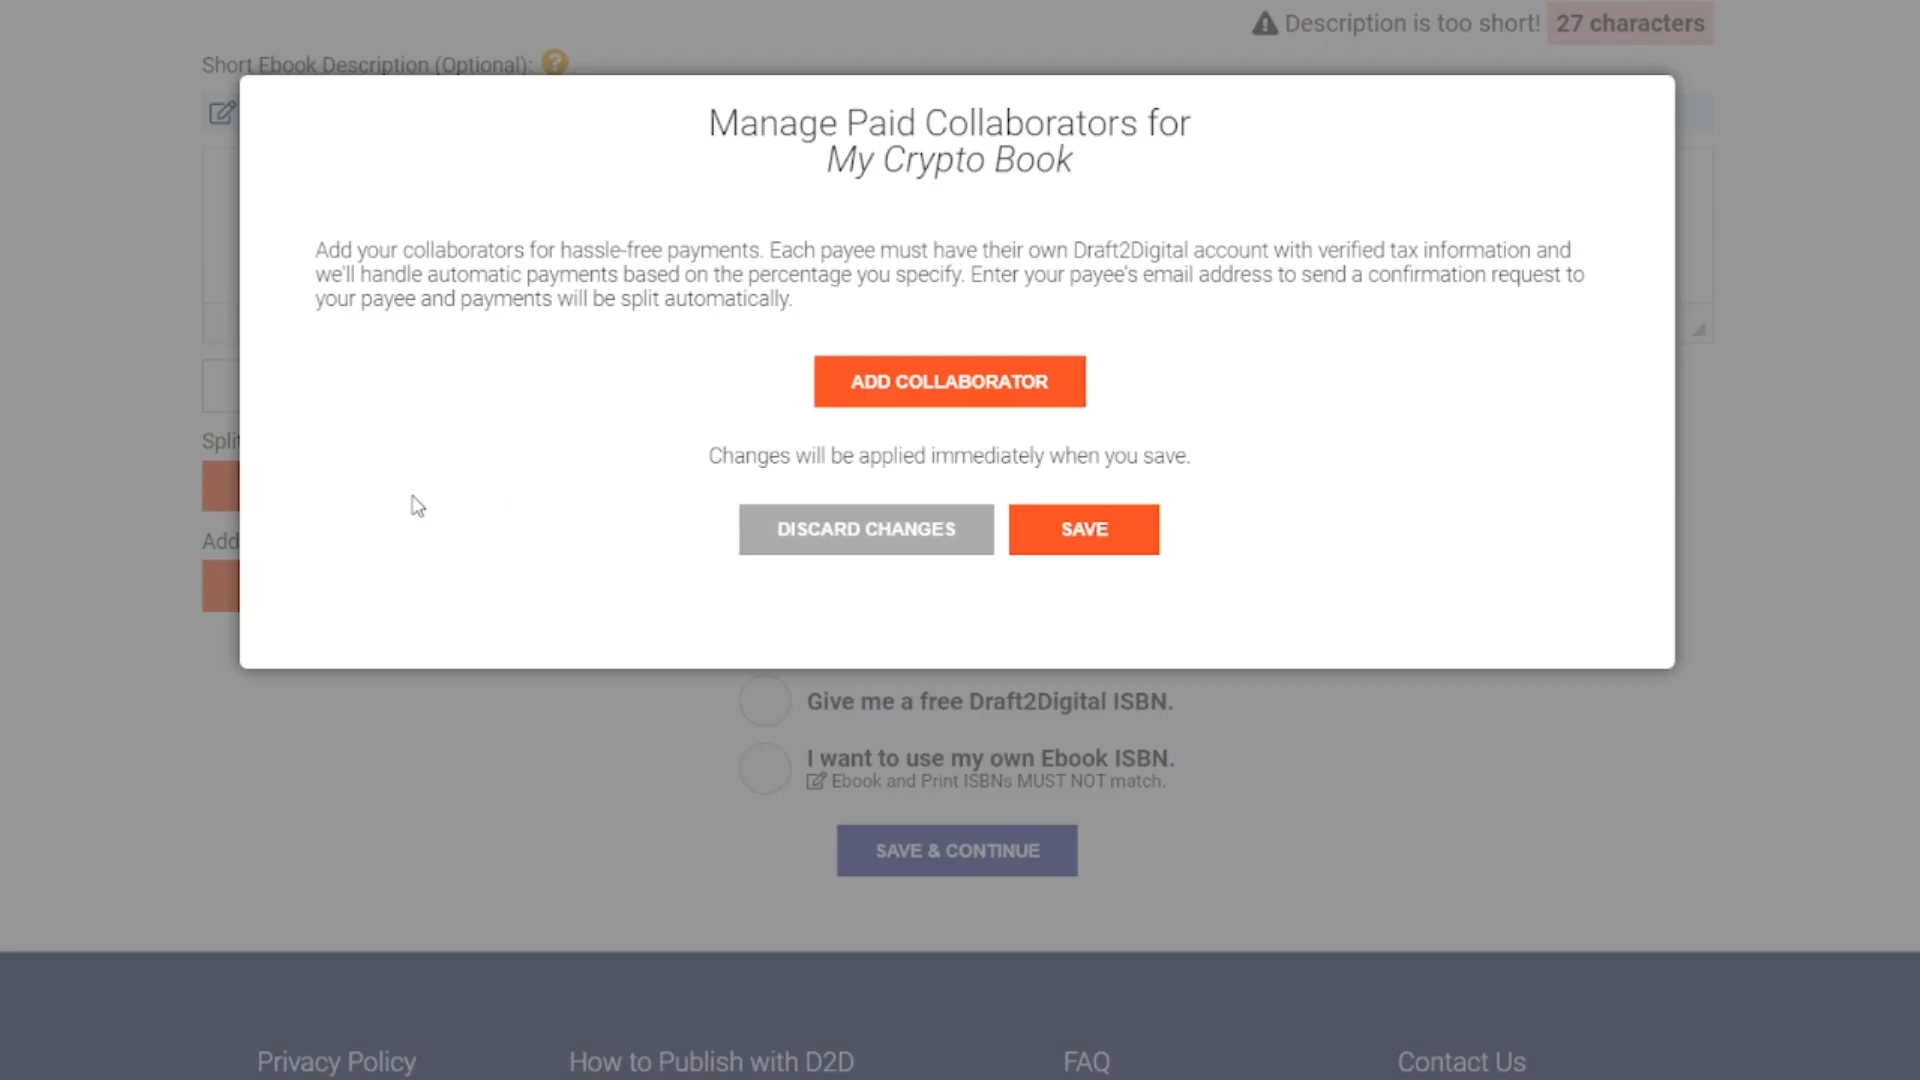 Description is too short! 27 characters
Short Ebook Description (Optional): ?
Manage Paid Collaborators for
My Crypto Book
Add your collaborators for hassle-free payments. Each payee must have their own Draft2Digital account with verified tax information and
we'll handle automatic payments based on the percentage you specify. Enter your payee's email address to send a confirmation request to
your payee and payments will be split automatically.
ADD COLLABORATOR
Changes will be applied immediately when you save.
Split
DISCARD CHANGES SAVE
Add
Give me a free Draft2Digital ISBN.
I want to use my own Ebook ISBN.
Ebook and Print ISBNs MUST NOT match.
SAVE & CONTINUE
Privacy Policy How to Publish with D2D FAQ Contact Us